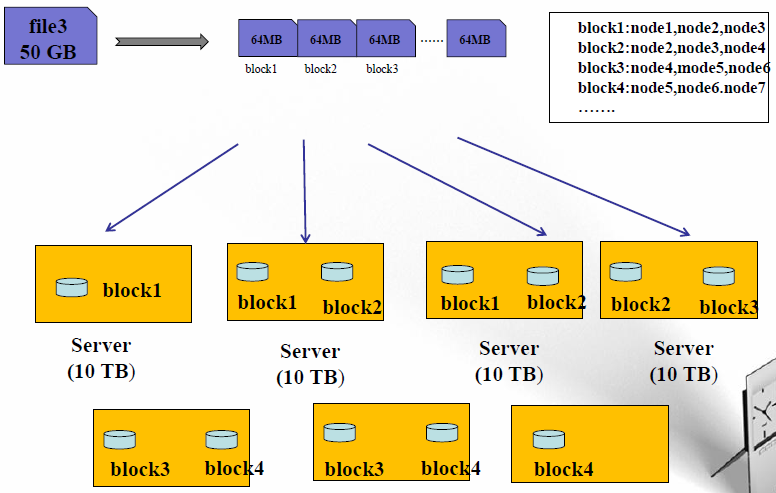 file3
50 GB
64MB 64MB 64MB ...... 64MB
block1 block2 block3
block1:node1,node2,node3
block2:node2,node3,node4
block3:node4,mode5,node6
block4:node5,node6.node7
.......
block1
block1 block2
block1 block2
block2 block3
Server
(10 TB)
Server
(10 TB)
Server
(10 TB)
Server
(10 TB)
block3 block4
block3 block4
block4